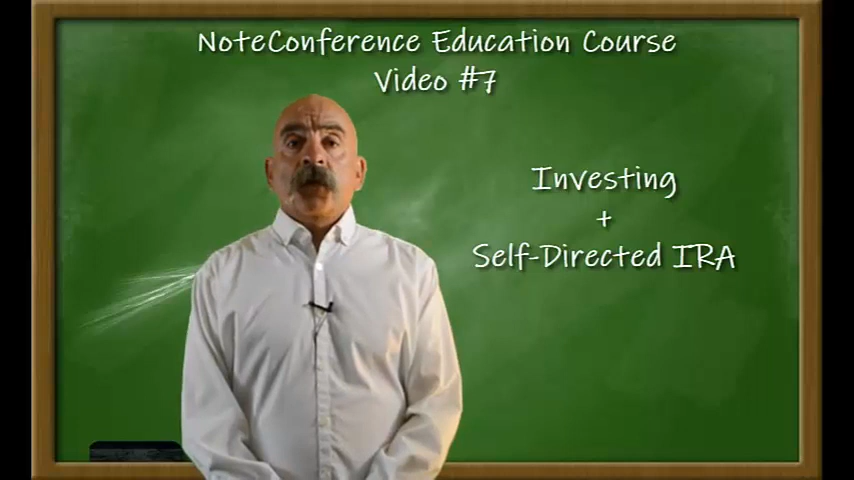 NoteConference Education Course
Video #7
Investing
+
Self-Directed IRA